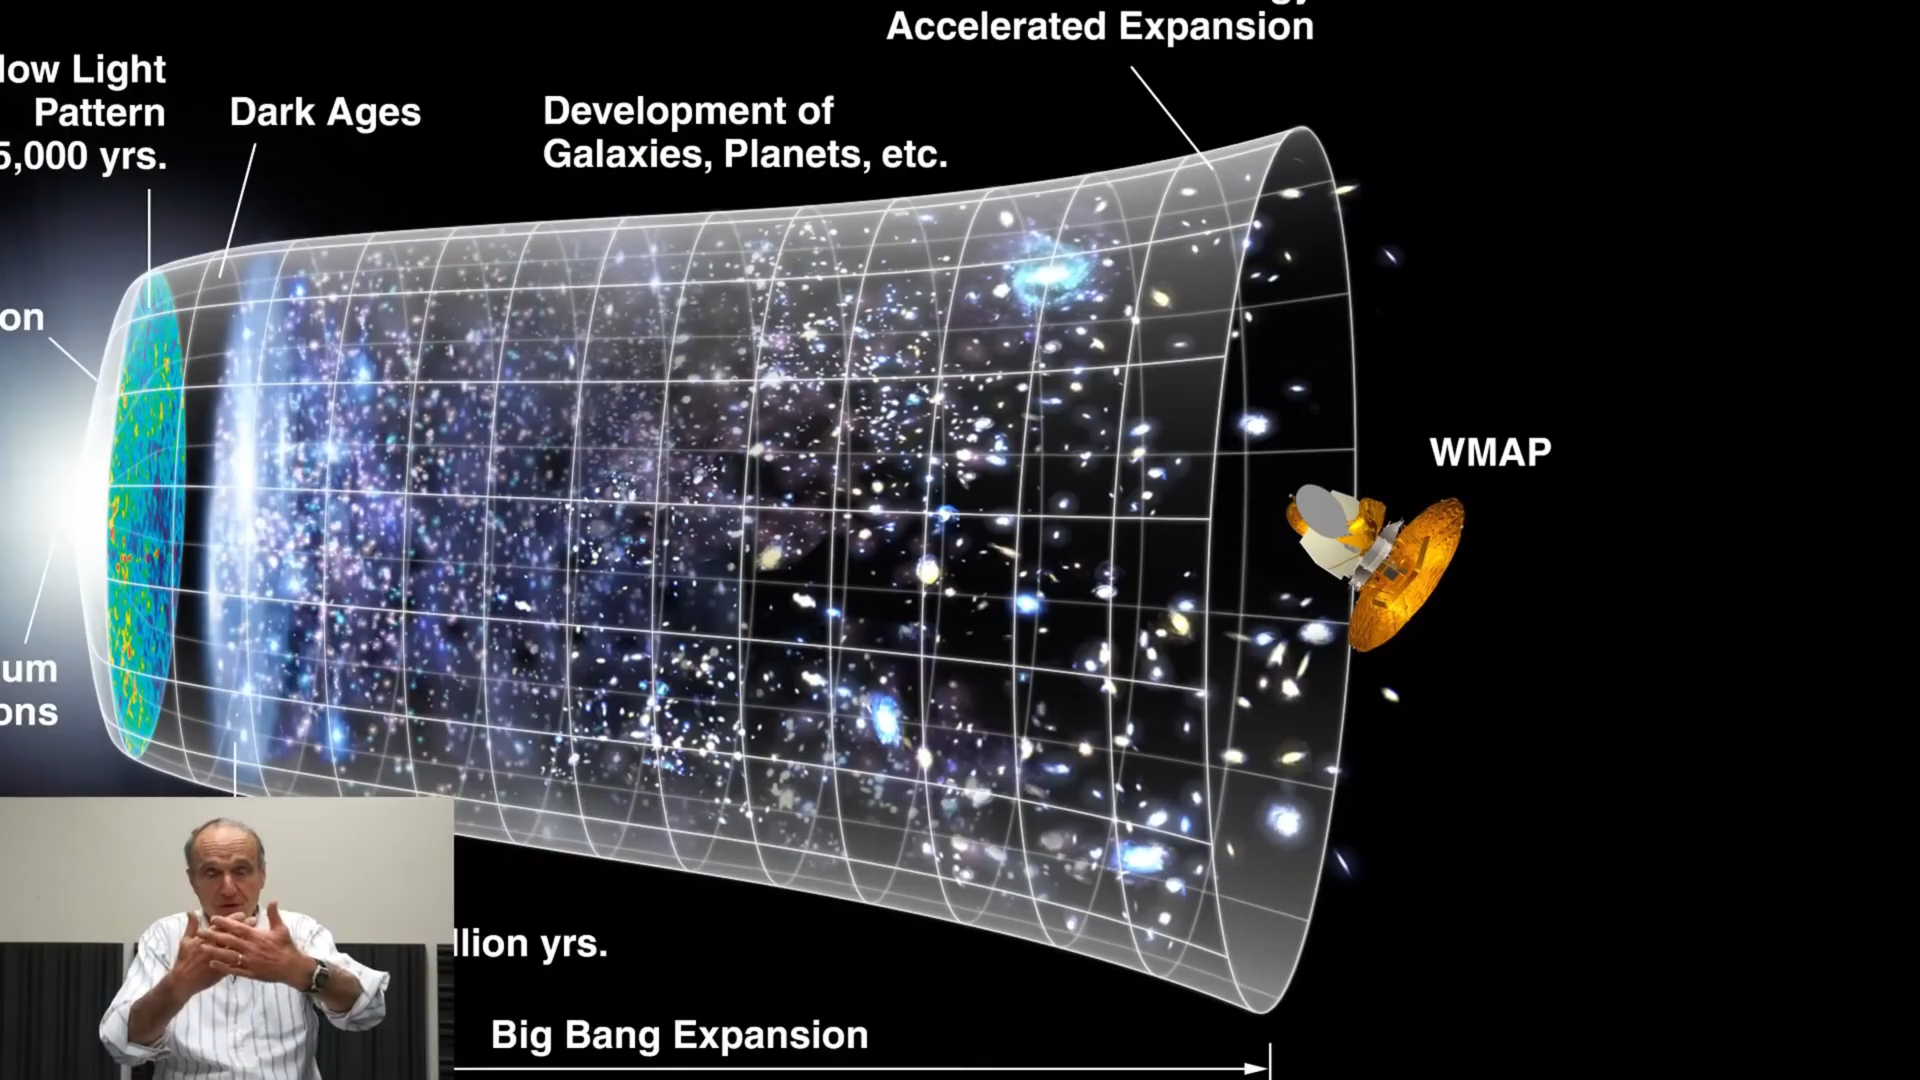 Accelerated Expansion
low Light
Pattern
5,000 yrs.
Dark Ages
Development of
Galaxies, Planets, etc.
on
WMAP
um
ons
llion yrs.
Big Bang Expansion